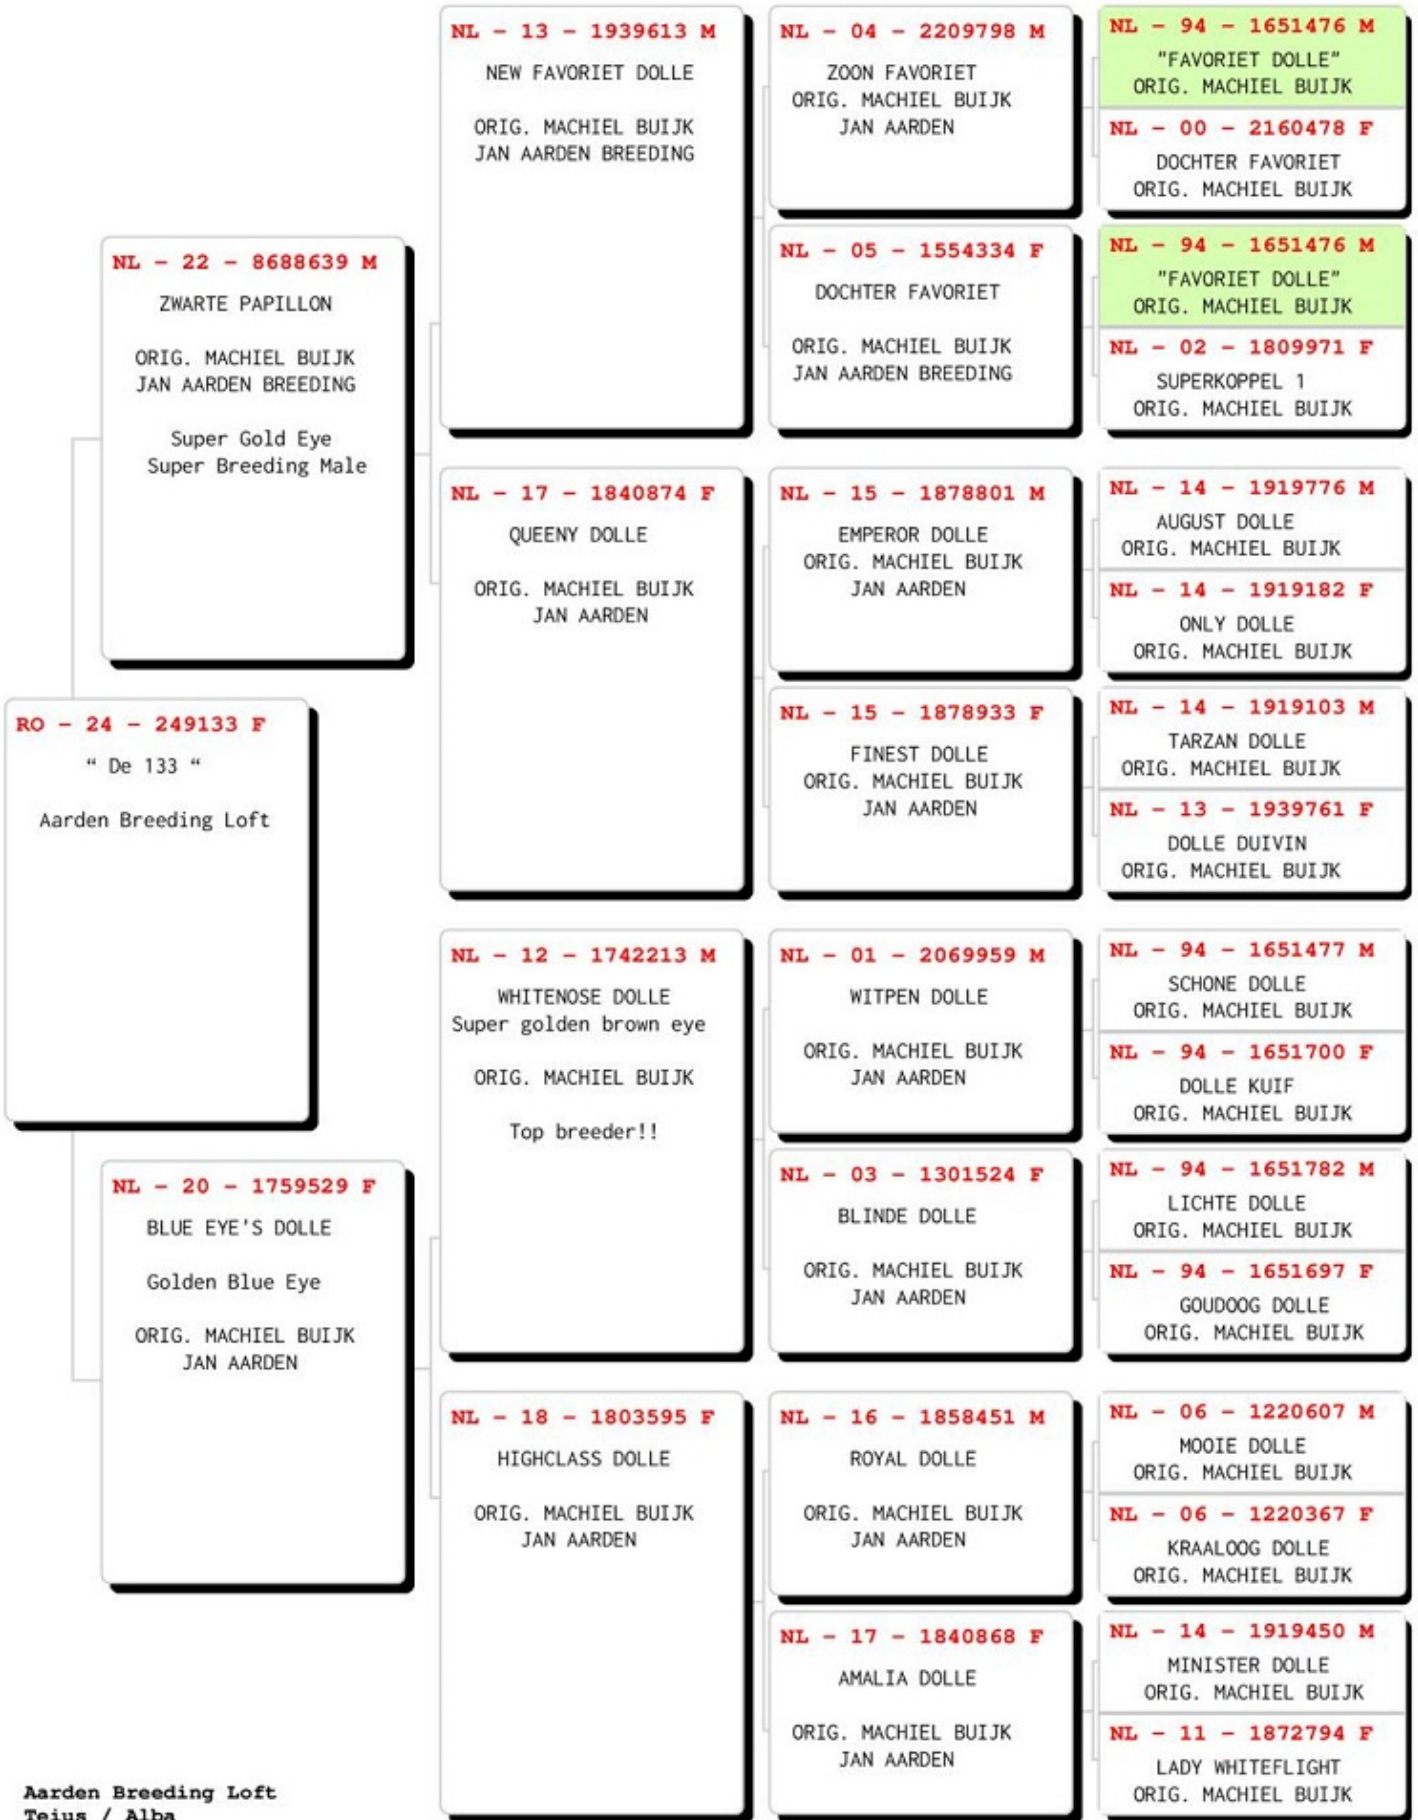 NL - 13 - 1939613 M
NEW FAVORIET DOLLE
ORIG. MACHIEL BUIJK
JAN AARDEN BREEDING
NL - 04 - 2209798 M
ZOON FAVORIET
ORIG. MACHIEL BUIJK
JAN AARDEN
NL - 94 - 1651476 M
"FAVORIET DOLLE"
ORIG. MACHIEL BUIJK
NL - 00 - 2160478 F
DOCHTER FAVORIET
ORIG. MACHIEL BUIJK
NL - 05 - 1554334 F
DOCHTER FAVORIET
ORIG. MACHIEL BUIJK
JAN AARDEN BREEDING
NL - 94 - 1651476 M
"FAVORIET DOLLE"
ORIG. MACHIEL BUIJK
NL - 02 - 1809971 F
SUPERKOPPEL 1
ORIG. MACHIEL BUIJK
NL - 22 - 8688639 M
ZWARTE PAPILLON
ORIG. MACHIEL BUIJK
JAN AARDEN BREEDING
Super Gold Eye
Super Breeding Male
NL - 17 - 1840874 F
QUEENY DOLLE
ORIG. MACHIEL BUIJK
JAN AARDEN
NL - 15 - 1878801 M
EMPEROR DOLLE
ORIG. MACHIEL BUIJK
JAN AARDEN
NL - 14 - 1919776 M
AUGUST DOLLE
ORIG. MACHIEL BUIJK
NL - 14 - 1919182 F
ONLY DOLLE
ORIG. MACHIEL BUIJK
NL - 15 - 1878933 F
FINEST DOLLE
ORIG. MACHIEL BUIJK
JAN AARDEN
NL - 14 - 1919103 M
TARZAN DOLLE
ORIG. MACHIEL BUIJK
NL - 13 - 1939761 F
DOLLE DUIVIN
ORIG. MACHIEL BUIJK
RO - 24 - 249133 F
“ De 133 “
Aarden Breeding Loft
NL - 12 - 1742213 M
WHITENOSE DOLLE
Super golden brown eye
ORIG. MACHIEL BUIJK
Top breeder!!
NL - 01 - 2069959 M
WITPEN DOLLE
ORIG. MACHIEL BUIJK
JAN AARDEN
NL - 94 - 1651477 M
SCHONE DOLLE
ORIG. MACHIEL BUIJK
NL - 94 - 1651700 F
DOLLE KUIF
ORIG. MACHIEL BUIJK
NL - 03 - 1301524 F
BLINDE DOLLE
ORIG. MACHIEL BUIJK
JAN AARDEN
NL - 94 - 1651782 M
LICHTE DOLLE
ORIG. MACHIEL BUIJK
NL - 94 - 1651697 F
GOUDOOG DOLLE
ORIG. MACHIEL BUIJK
NL - 20 - 1759529 F
BLUE EYE'S DOLLE
Golden Blue Eye
ORIG. MACHIEL BUIJK
JAN AARDEN
NL - 18 - 1803595 F
HIGHCLASS DOLLE
ORIG. MACHIEL BUIJK
JAN AARDEN
NL - 16 - 1858451 M
ROYAL DOLLE
ORIG. MACHIEL BUIJK
JAN AARDEN
NL - 06 - 1220607 M
MOOIE DOLLE
ORIG. MACHIEL BUIJK
NL - 06 - 1220367 F
KRAALOOG DOLLE
ORIG. MACHIEL BUIJK
NL - 17 - 1840868 F
AMALIA DOLLE
ORIG. MACHIEL BUIJK
JAN AARDEN
NL - 14 - 1919450 M
MINISTER DOLLE
ORIG. MACHIEL BUIJK
NL - 11 - 1872794 F
LADY WHITEFLIGHT
ORIG. MACHIEL BUIJK
Aarden Breeding Loft
Teius / Alba